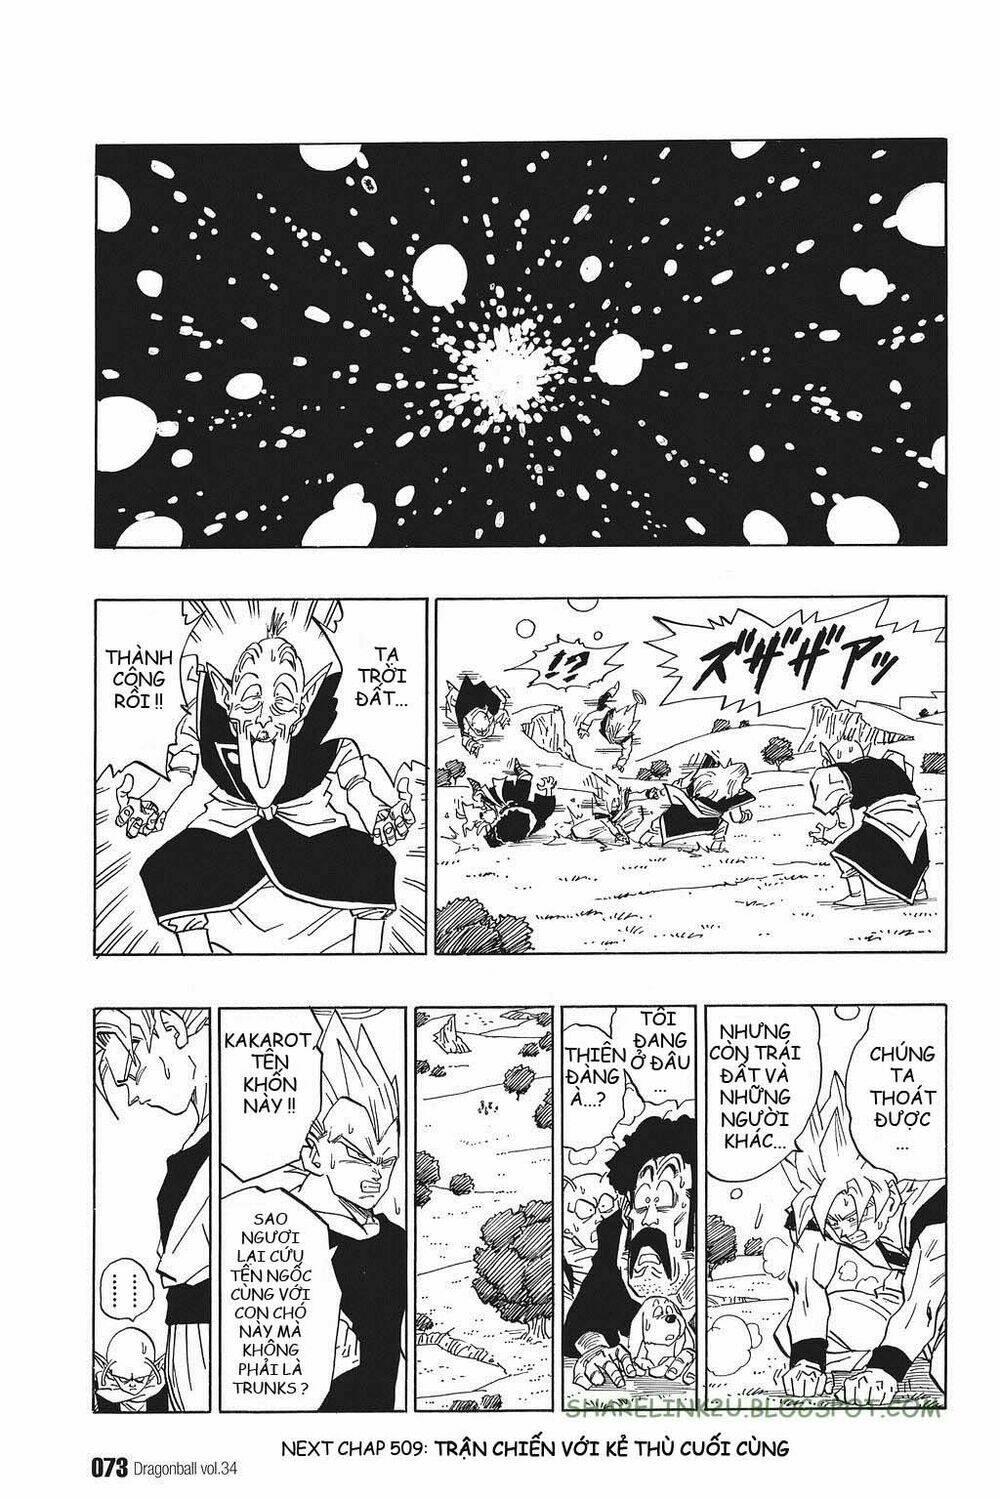 ズザザザアッ
!?
TẠ
TRỜI
ĐẤT...
THÀNH
CÔNG
RỒI !!
CHÚNG
TA
THOÁT
ĐƯỢC
...
NHƯNG
CÒN TRÁI
ĐẤT VÀ
NHỮNG
NGƯỜI
KHÁC...
TÔI
ĐANG
Ở ĐÂU
...
THIÊN
ĐÀNG
À...?
KAKAROT,
TÊN
KHỐN
NÀY !!
SAO
NGƯƠI
LẠI CỨU
TÊN NGỐC
CÙNG VỚI
CON CHÓ
NÀY MÀ
KHÔNG
PHẢI LÀ
TRUNKS ?
......
SHARELINK2U.BLOGSPOT.COM
NEXT CHAP 509: TRẬN CHIẾN VỚI KẺ THÙ CUỐI CÙNG
073 Dragonball vol.34